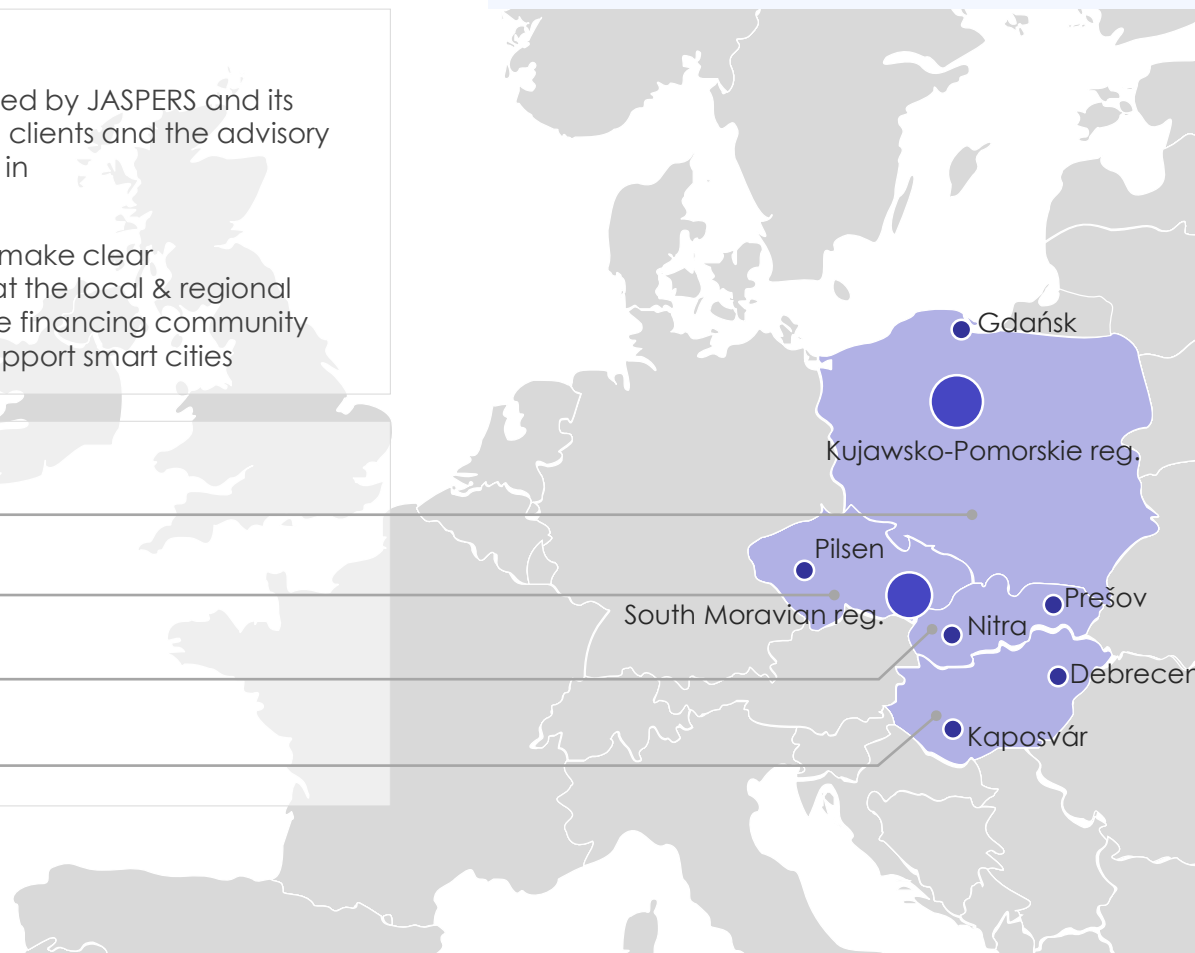 ed by JASPERS and its
clients and the advisory
in
make clear
at the local & regional
e financing community
pport smart cities
Gdańsk
Kujawsko-Pomorskie reg.
Pilsen
South Moravian reg.
Prešov
Nitra
Debrecen
Kaposvár